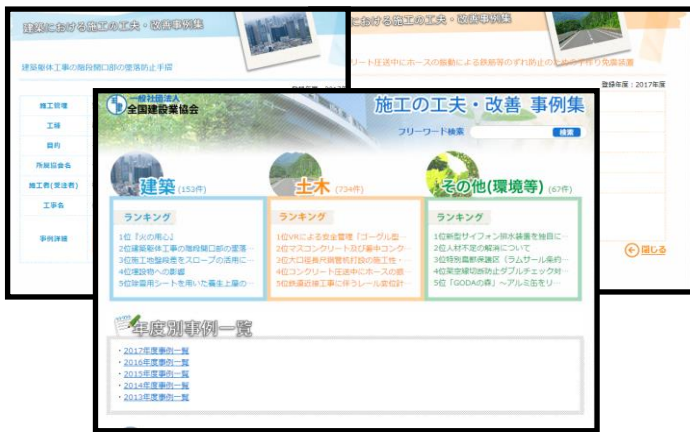 建築における施工の工夫・改善事例集
建築躯体工事の階段開口部の墜落防止手摺
施工管理
工種
目的
所属協会名
施工者(受注者)
工事名
事例詳細
における施工の工夫・改善事例集
リート圧送中にホースの振動による鉄筋等のずれ防止のための手作り免震装置
登録年度：2017年度
閉じる
一般社団法人
全国建設業協会
施工の工夫・改善 事例集
フリーワード検索
検索
建築 (153件)
土木 (734件)
その他(環境等) (67件)
ランキング
1位『火の用心』
2位建築躯体工事の階段開口部の墜落…
3位施工地盤段差をスロープの活用に…
4位埋設物への影響
5位除雪用シートを用いた養生上屋の…
ランキング
1位VRによる安全管理「ゴーグル型…
2位マスコンクリート及び暑中コンク…
3位大口径長尺鋼管杭打設の施工性・…
4位コンクリート圧送中にホースの振…
5位鉄道近接工事に伴うレール変位計…
ランキング
1位新型サイフォン排水装置を独自に…
2位人材不足の解消について
3位特別鳥獣保護区（ラムサール条約…
4位架空線切断防止ダブルチェック対…
5位「GODAの森」～アルミ缶をリ…
年度別事例一覧
・2017年度事例一覧
・2016年度事例一覧
・2015年度事例一覧
・2014年度事例一覧
・2013年度事例一覧